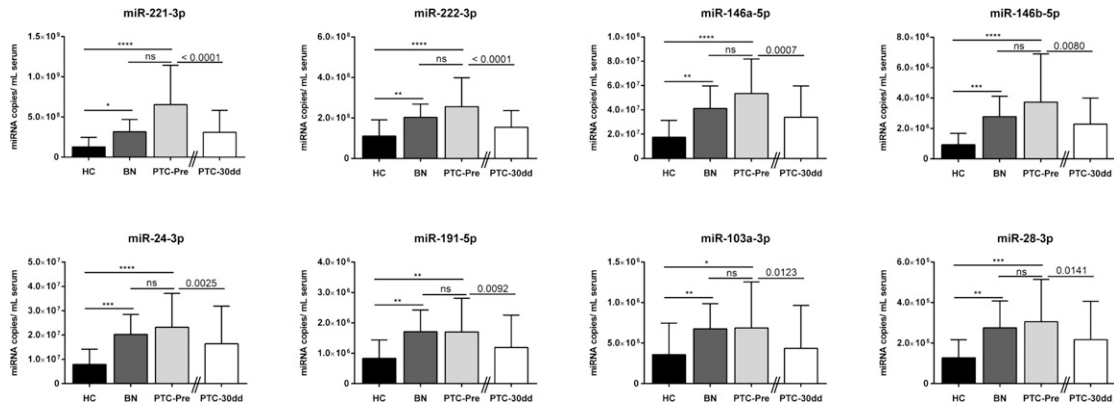 miR-221-3p
miRNA copies/ mL serum
1.5×10⁹
1.0×10⁹
5.0×10⁸
0
****
ns
< 0.0001
*
HC BN PTC-Pre PTC-30dd
miR-222-3p
miRNA copies/ mL serum
8.0×10⁶
6.0×10⁶
4.0×10⁶
2.0×10⁶
0
****
ns
< 0.0001
**
HC BN PTC-Pre PTC-30dd
miR-146a-5p
miRNA copies/ mL serum
1.0×10⁸
8.0×10⁷
6.0×10⁷
4.0×10⁷
2.0×10⁷
0
****
ns
0.0007
**
HC BN PTC-Pre PTC-30dd
miR-146b-5p
miRNA copies/ mL serum
8.0×10⁶
6.0×10⁶
4.0×10⁶
2.0×10⁶
0
****
ns
0.0080
***
HC BN PTC-Pre PTC-30dd
miR-24-3p
miRNA copies/ mL serum
5.0×10⁷
4.0×10⁷
3.0×10⁷
2.0×10⁷
1.0×10⁷
0
****
ns
0.0025
***
HC BN PTC-Pre PTC-30dd
miR-191-5p
miRNA copies/ mL serum
4.0×10⁶
3.0×10⁶
2.0×10⁶
1.0×10⁶
0
**
ns
0.0092
**
HC BN PTC-Pre PTC-30dd
miR-103a-3p
miRNA copies/ mL serum
1.5×10⁶
1.0×10⁶
5.0×10⁵
0
*
ns
0.0123
**
HC BN PTC-Pre PTC-30dd
miR-28-3p
miRNA copies/ mL serum
6.0×10⁵
4.0×10⁵
2.0×10⁵
0
***
ns
0.0141
**
HC BN PTC-Pre PTC-30dd